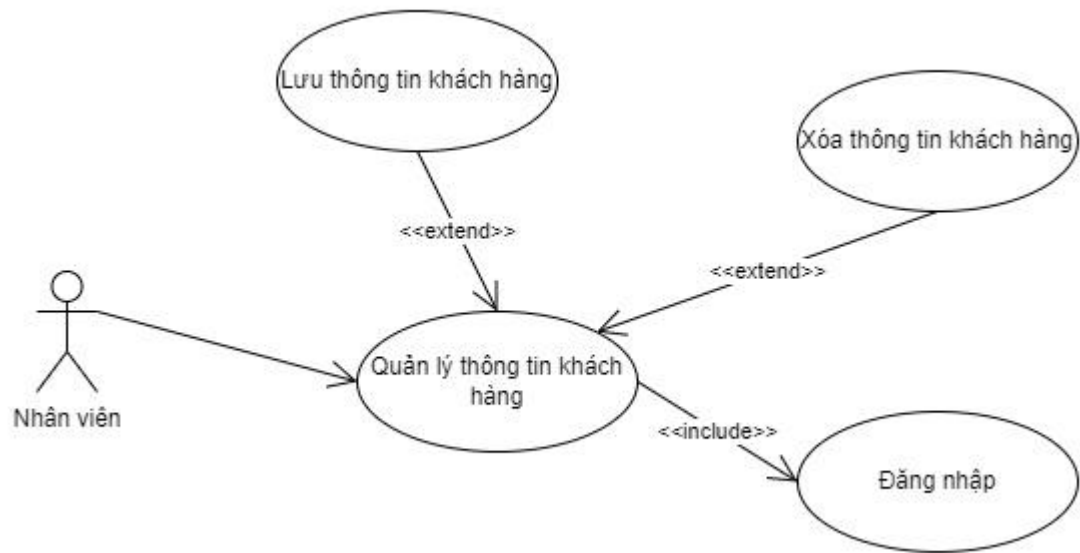 Lưu thông tin khách hàng
Xóa thông tin khách hàng
<<extend>>
<<extend>>
Quản lý thông tin khách
hàng
Nhân viên
<<include>>
Đăng nhập